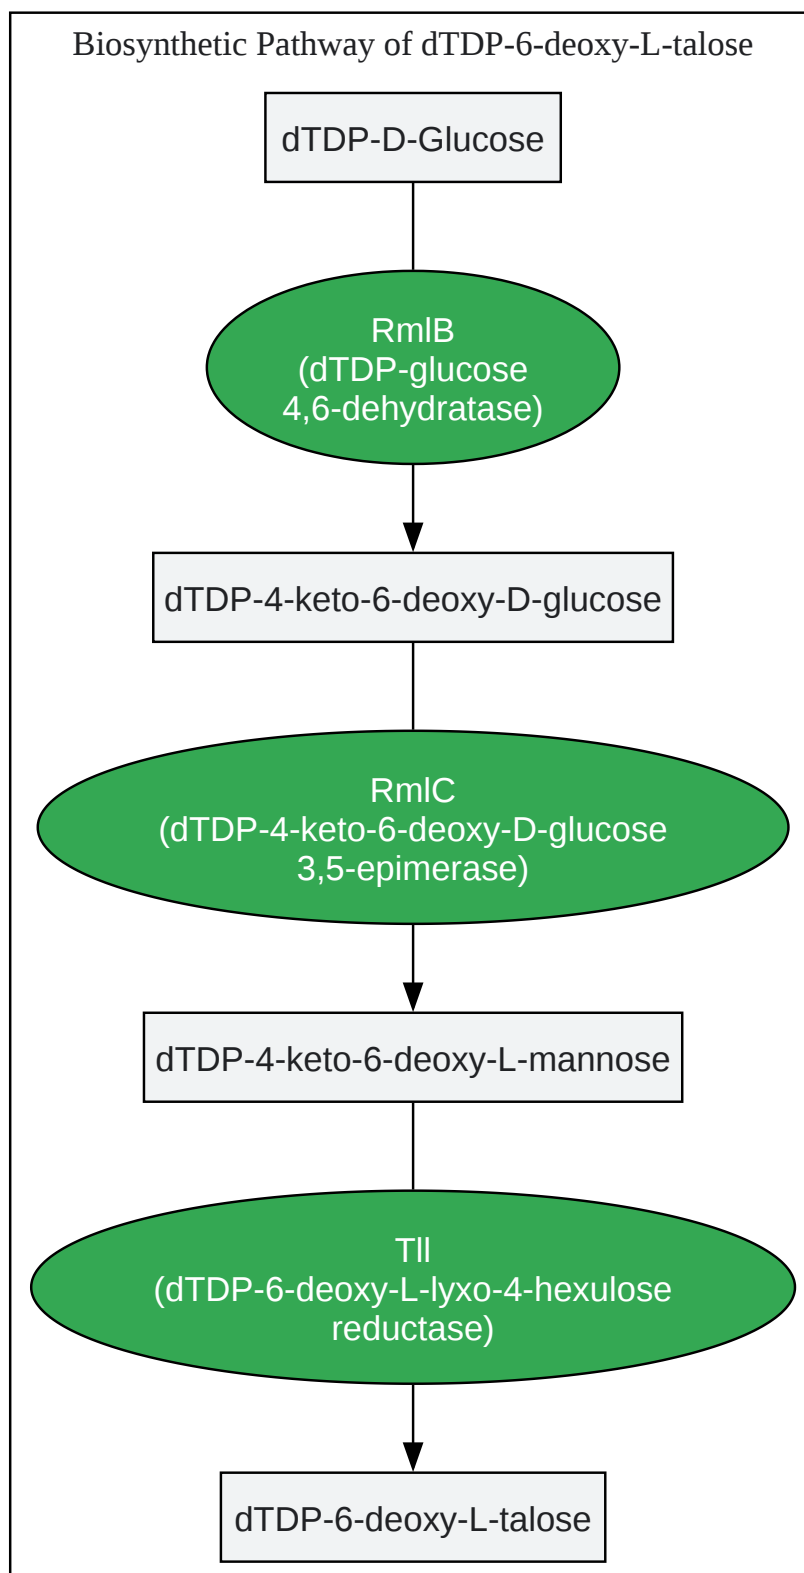 Biosynthetic Pathway of dTDP-6-deoxy-L-talose
dTDP-D-Glucose
RmlB
(dTDP-glucose
4,6-dehydratase)
dTDP-4-keto-6-deoxy-D-glucose
RmlC
(dTDP-4-keto-6-deoxy-D-glucose
3,5-epimerase)
dTDP-4-keto-6-deoxy-L-mannose
Tll
(dTDP-6-deoxy-L-lyxo-4-hexulose
reductase)
dTDP-6-deoxy-L-talose